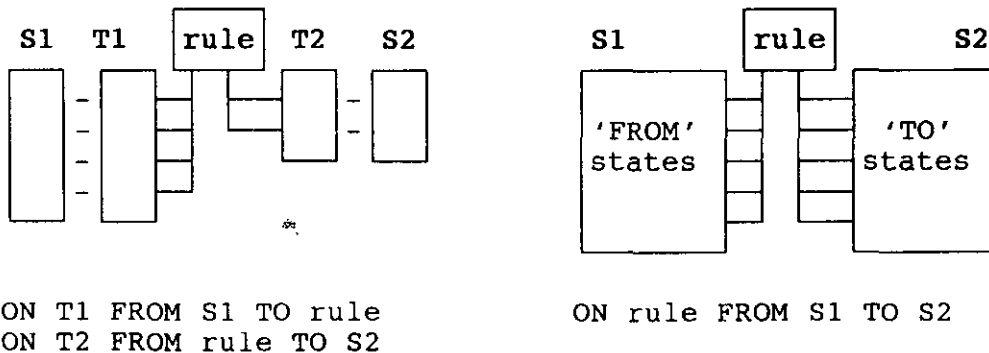 S1 T1 rule T2 S2
S1 rule S2
'FROM'
states
'TO'
states
ON T1 FROM S1 TO rule
ON T2 FROM rule TO S2
ON rule FROM S1 TO S2